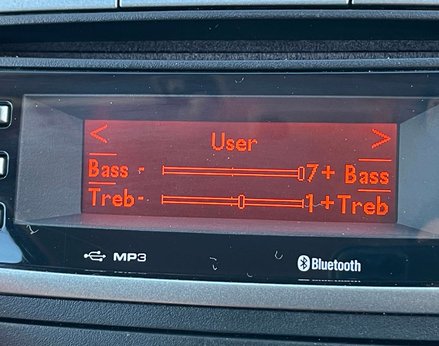 < User >
Bass - 7+ Bass
Treb- 1+Treb
MP3 Bluetooth